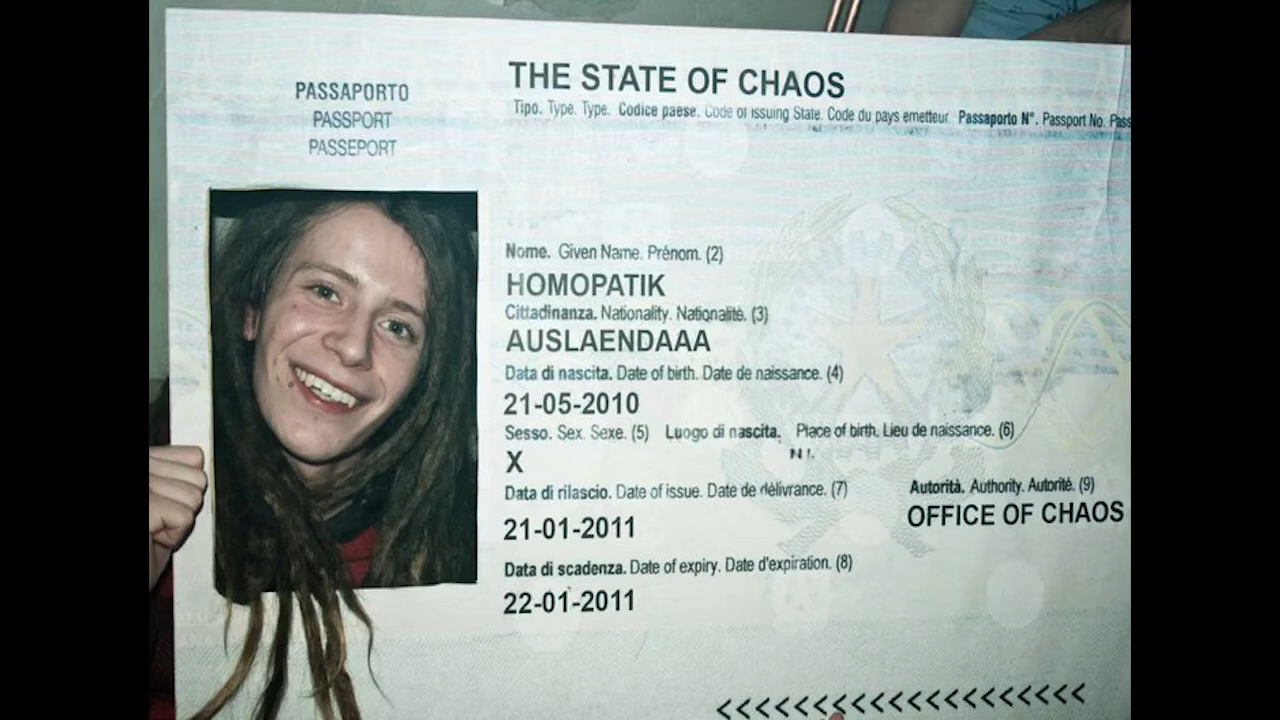 PASSAPORTO
PASSPORT
PASSEPORT
THE STATE OF CHAOS
Tipo. Type. Type. Codice paese. Code of issuing State. Code du pays emetteur. Passaporto N°. Passport No. Pass
Nome. Given Name. Prénom. (2)
HOMOPATIK
Cittadinanza. Nationality. Nationalité. (3)
AUSLAENDAAA
Data di nascita. Date of birth. Date de naissance. (4)
21-05-2010
Sesso. Sex. Sexe. (5) Luogo di nascita. Place of birth. Lieu de naissance. (6)
X
Data di rilascio. Date of issue. Date de délivrance. (7) Autorità. Authority. Autorité. (9)
21-01-2011 OFFICE OF CHAOS
Data di scadenza. Date of expiry. Date d'expiration. (8)
22-01-2011
<<<<<<<<<<<<<<<<<<<